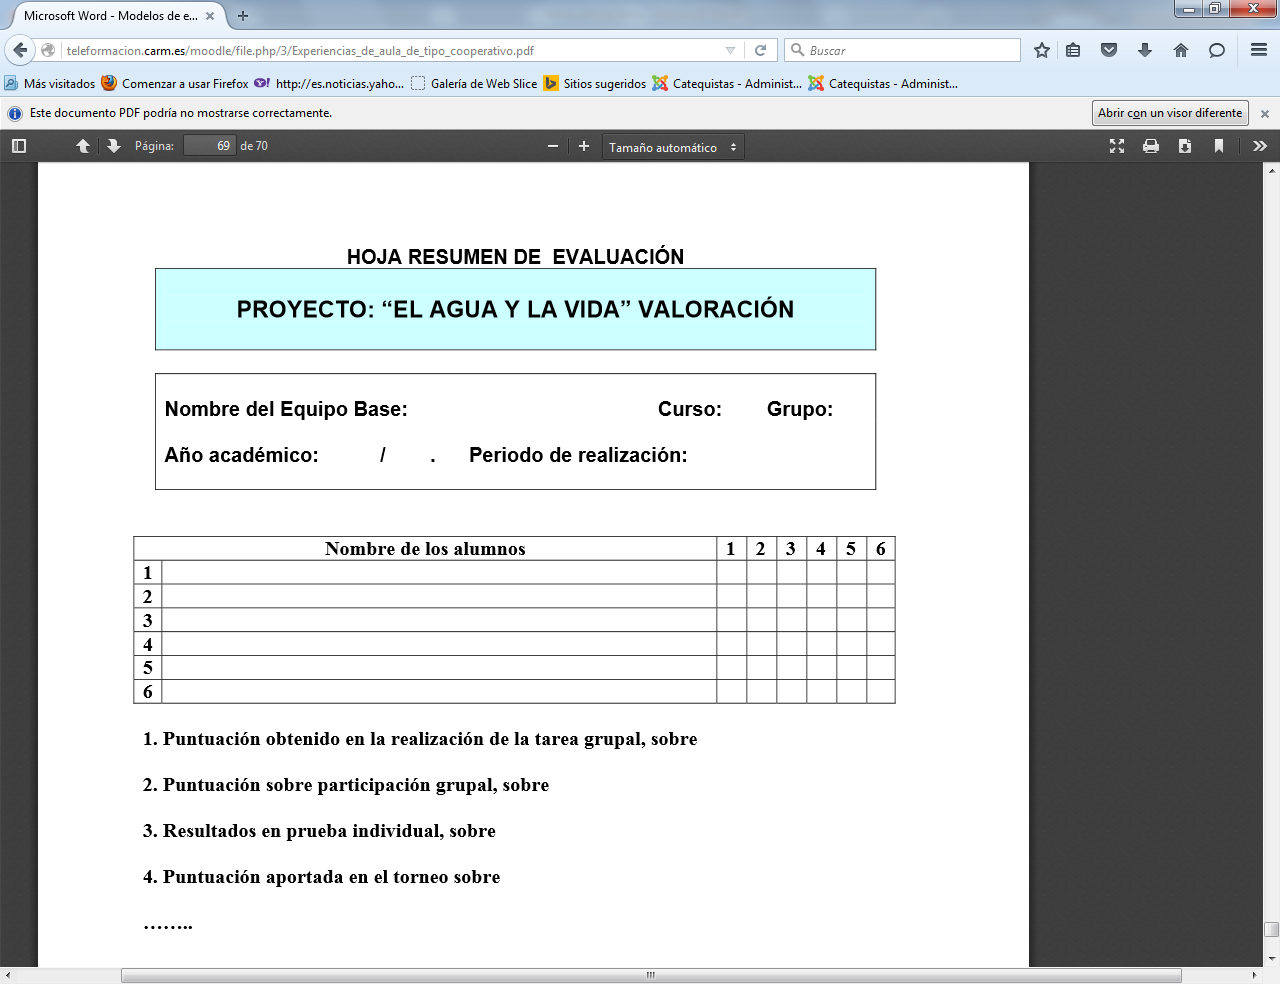 Microsoft Word - Modelos de e...
teleformacion.carm.es/moodle/file.php/3/Experiencias_de_aula_de_tipo_cooperativo.pdf
Buscar
Más visitados Comenzar a usar Firefox http://es.noticias.yaho... Galería de Web Slice Sitios sugeridos Catequistas - Administ... Catequistas - Administ...
Este documento PDF podría no mostrarse correctamente. Abrir con un visor diferente
Página: 69 de 70 Tamaño automático
HOJA RESUMEN DE EVALUACIÓN
PROYECTO: “EL AGUA Y LA VIDA” VALORACIÓN
Nombre del Equipo Base: Curso: Grupo:
Año académico: / . Periodo de realización:
Nombre de los alumnos 1 2 3 4 5 6
1
2
3
4
5
6
1. Puntuación obtenido en la realización de la tarea grupal, sobre
2. Puntuación sobre participación grupal, sobre
3. Resultados en prueba individual, sobre
4. Puntuación aportada en el torneo sobre
……..